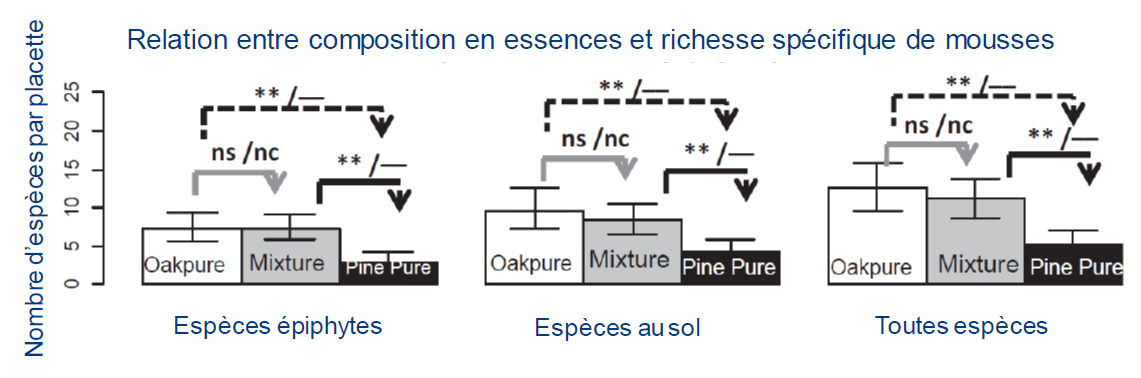 Relation entre composition en essences et richesse spécifique de mousses
Nombre d'espèces par placette
25
20
15
10
5
0
** /—
ns /nc
** /—
Oakpure
Mixture
Pine Pure
Espèces épiphytes
** /—
ns /nc
** /—
Oakpure
Mixture
Pine Pure
Espèces au sol
** /—
ns /nc
** /—
Oakpure
Mixture
Pine Pure
Toutes espèces